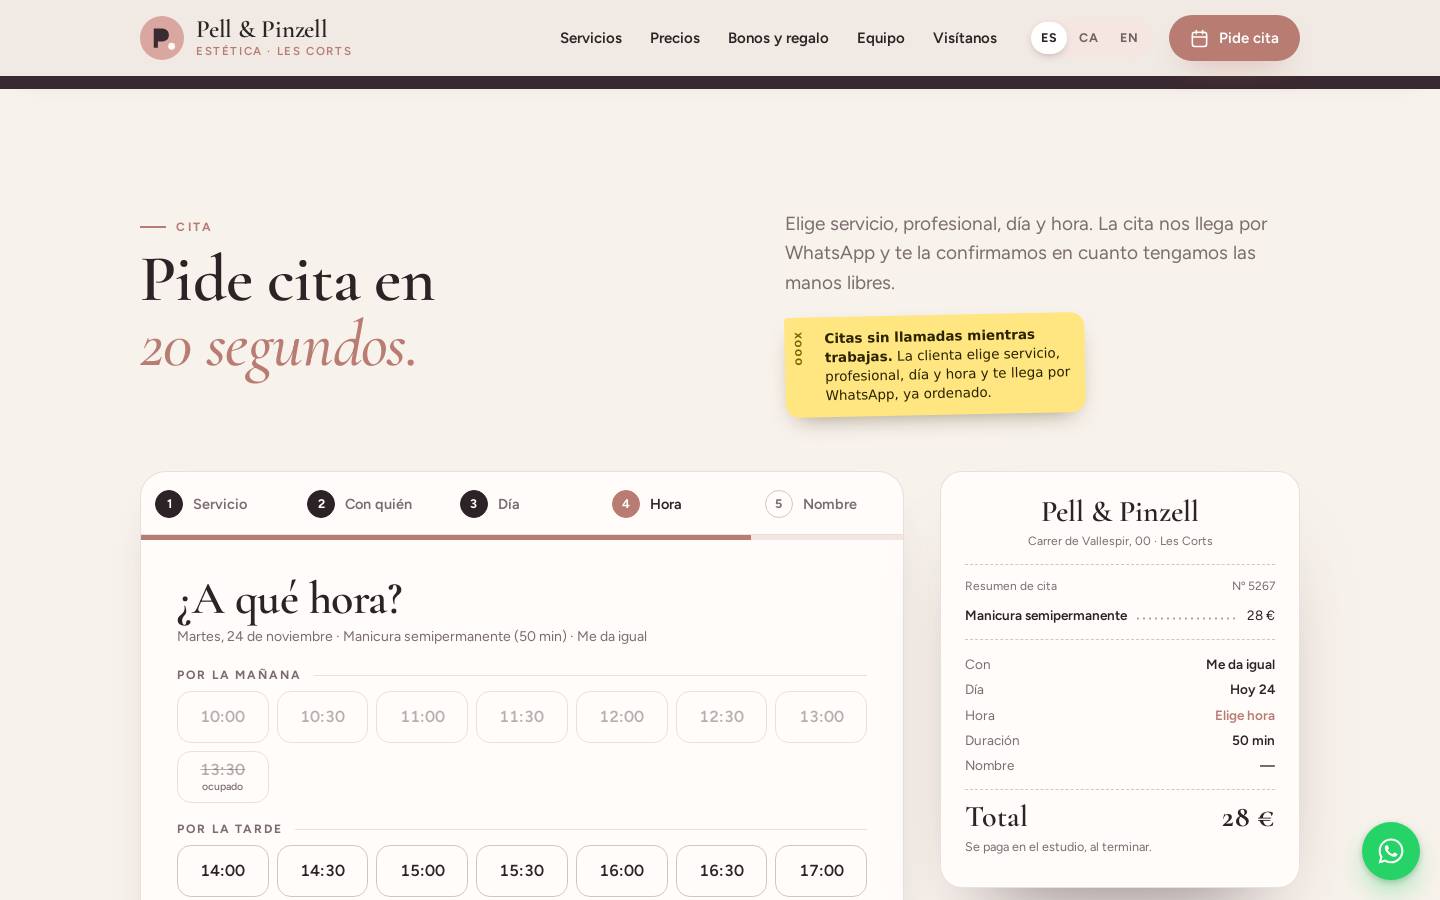 Pell & Pinzell
ESTÉTICA · LES CORTS
Servicios
Precios
Bonos y regalo
Equipo
Visítanos
ES
CA
EN
Pide cita
CITA
Pide cita en
20 segundos.
Elige servicio, profesional, día y hora. La cita nos llega por
WhatsApp y te la confirmamos en cuanto tengamos las
manos libres.
xooo
Citas sin llamadas mientras
trabajas. La clienta elige servicio,
profesional, día y hora y te llega por
WhatsApp, ya ordenado.
1 Servicio
2 Con quién
3 Día
4 Hora
5 Nombre
¿A qué hora?
Martes, 24 de noviembre · Manicura semipermanente (50 min) · Me da igual
POR LA MAÑANA
10:00
10:30
11:00
11:30
12:00
12:30
13:00
13:30
ocupado
POR LA TARDE
14:00
14:30
15:00
15:30
16:00
16:30
17:00
Pell & Pinzell
Carrer de Vallespir, 00 · Les Corts
Resumen de cita Nº 5267
Manicura semipermanente 28 €
Con Me da igual
Día Hoy 24
Hora Elige hora
Duración 50 min
Nombre —
Total 28 €
Se paga en el estudio, al terminar.